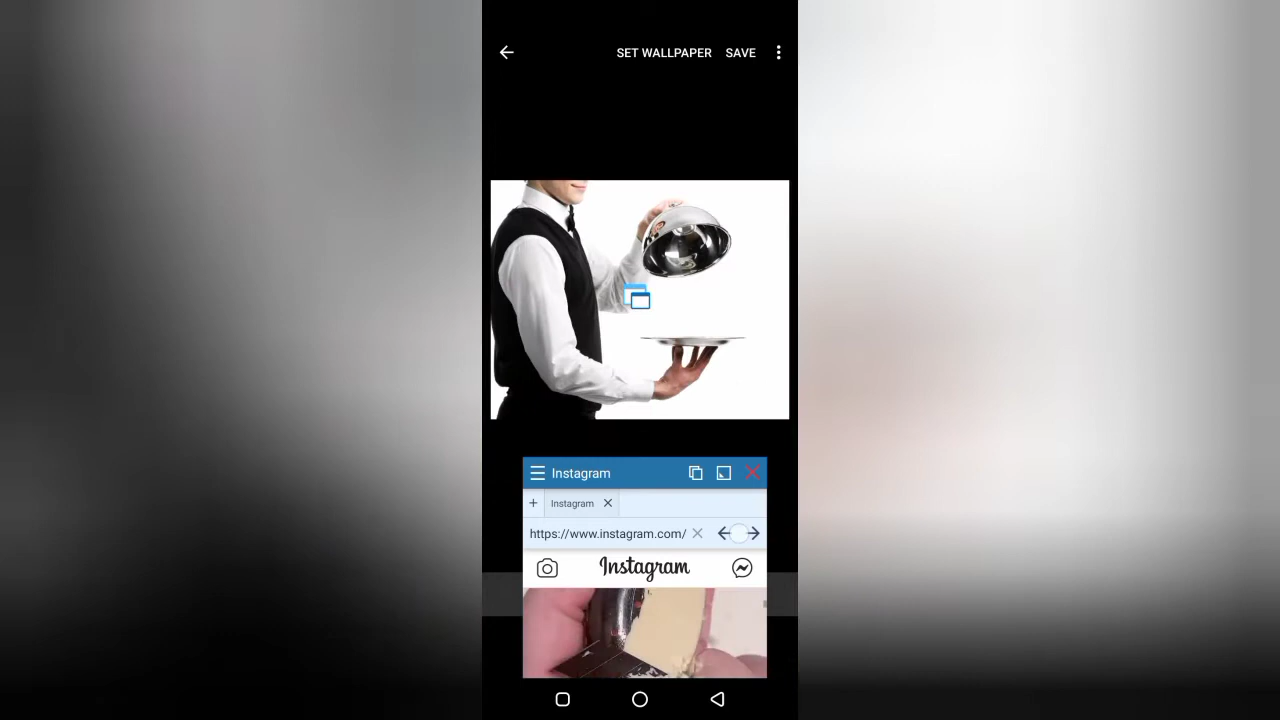 SET WALLPAPER SAVE
Instagram
+ Instagram
https://www.instagram.com/
Instagram